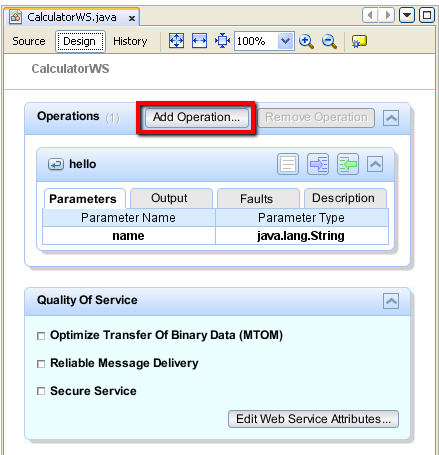 CalculatorWS.java x
Source Design History 100%
CalculatorWS
Operations (1) Add Operation... Remove Operation
hello
Parameters Output Faults Description
Parameter Name Parameter Type
name java.lang.String
Quality Of Service
Optimize Transfer Of Binary Data (MTOM)
Reliable Message Delivery
Secure Service
Edit Web Service Attributes...